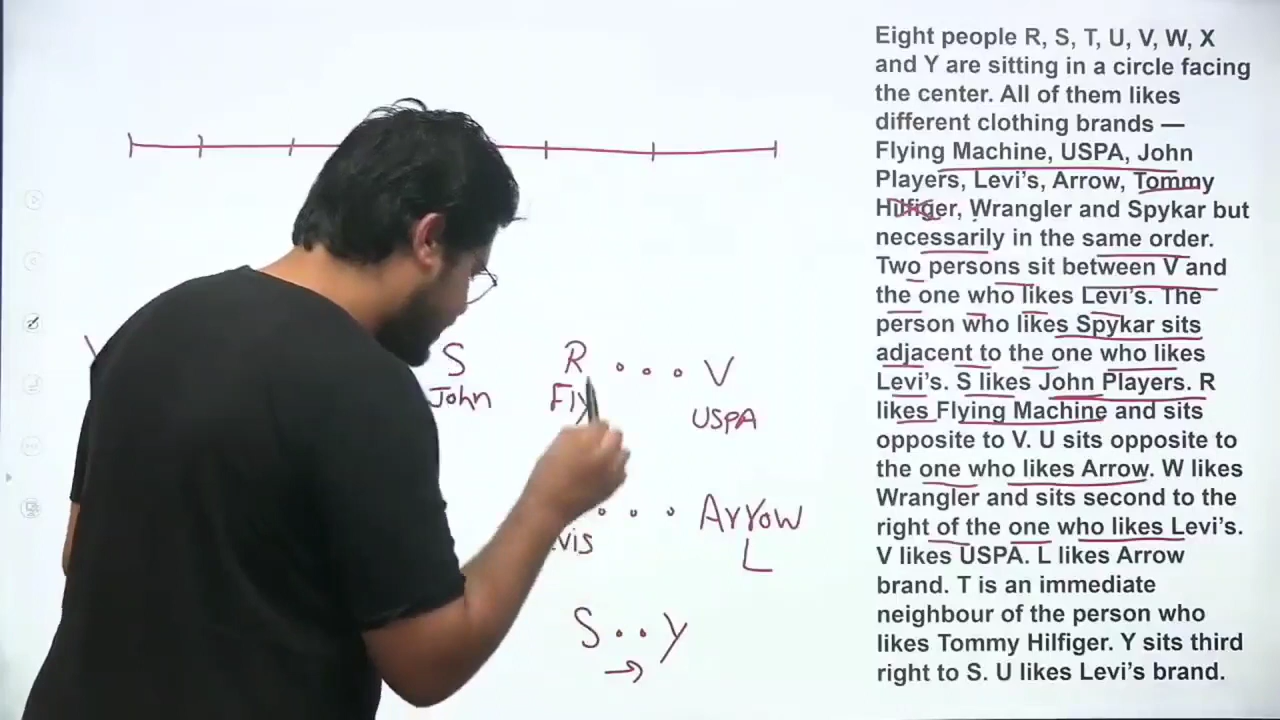 Eight people R, S, T, U, V, W, X
and Y are sitting in a circle facing
the center. All of them likes
different clothing brands —
Flying Machine, USPA, John
Players, Levi's, Arrow, Tommy
Hilfiger, Wrangler and Spykar but
necessarily in the same order.
Two persons sit between V and
the one who likes Levi's. The
person who likes Spykar sits
adjacent to the one who likes
Levi's. S likes John Players. R
likes Flying Machine and sits
opposite to V. U sits opposite to
the one who likes Arrow. W likes
Wrangler and sits second to the
right of the one who likes Levi's.
V likes USPA. L likes Arrow
brand. T is an immediate
neighbour of the person who
likes Tommy Hilfiger. Y sits third
right to S. U likes Levi's brand.
S R . . . V
John Fly USPA
vis . . . Arrow
L
S . . Y